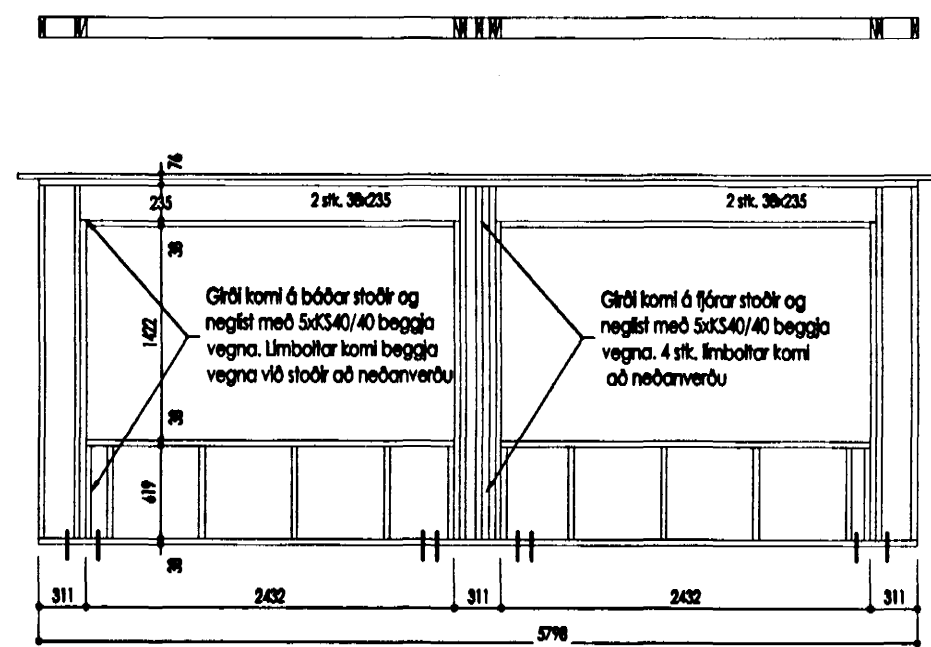 76
235
2 stk. 38x235
2 stk. 38x235
38
Girði komi á báðar stoðir og
neglist með 5xKS40/40 beggja
vegna. Límboltar komi beggja
vegna við stoðir að neðanverðu
Girði komi á fjórar stoðir og
neglist með 5xKS40/40 beggja
vegna. 4 stk. límboltar komi
að neðanverðu
1422
38
619
38
311
2432
311
2432
311
5798